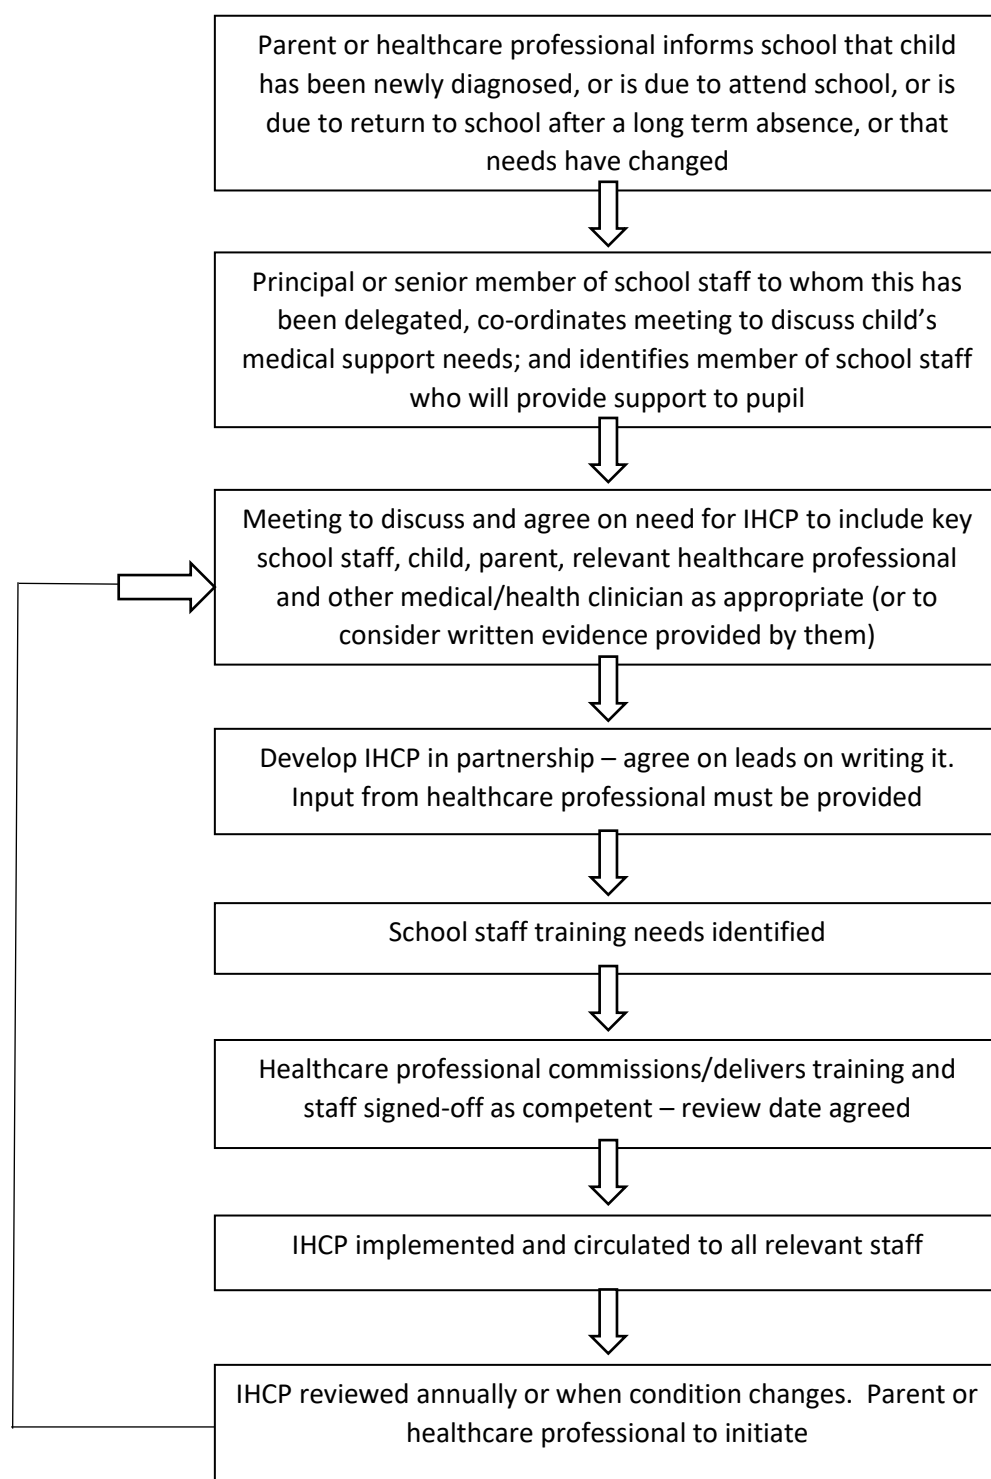 Parent or healthcare professional informs school that child
has been newly diagnosed, or is due to attend school, or is
due to return to school after a long term absence, or that
needs have changed
Principal or senior member of school staff to whom this has
been delegated, co-ordinates meeting to discuss child’s
medical support needs; and identifies member of school staff
who will provide support to pupil
Meeting to discuss and agree on need for IHCP to include key
school staff, child, parent, relevant healthcare professional
and other medical/health clinician as appropriate (or to
consider written evidence provided by them)
Develop IHCP in partnership – agree on leads on writing it.
Input from healthcare professional must be provided
School staff training needs identified
Healthcare professional commissions/delivers training and
staff signed-off as competent – review date agreed
IHCP implemented and circulated to all relevant staff
IHCP reviewed annually or when condition changes.  Parent or
healthcare professional to initiate